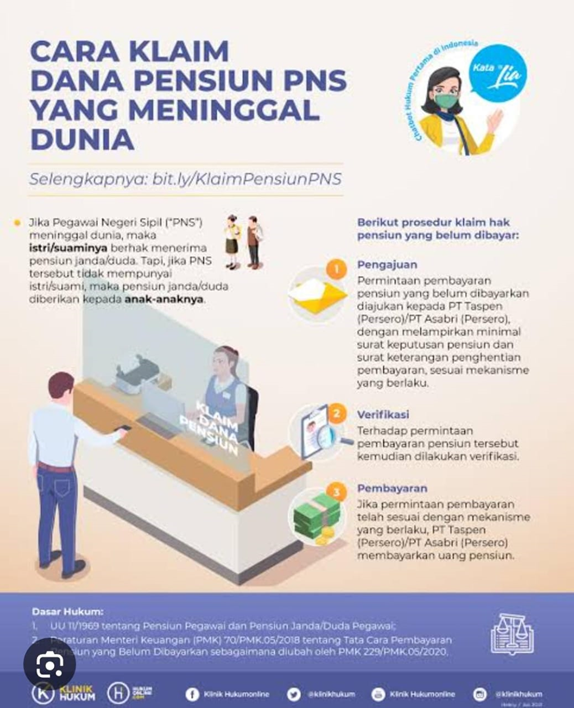 CARA KLAIM
DANA PENSIUN PNS
YANG MENINGGAL
DUNIA
Selengkapnya: bit.ly/KlaimPensiunPNS
Chatbot Hukum Pertama di Indonesia
Kata Lia
Jika Pegawai Negeri Sipil ("PNS")
meninggal dunia, maka
istri/suaminya berhak menerima
pensiun janda/duda. Tapi, jika PNS
tersebut tidak mempunyai
istri/suami, maka pensiun janda/duda
diberikan kepada anak-anaknya.
KLAIM
DANA
PENSIUN
Berikut prosedur klaim hak
pensiun yang belum dibayar:
1
Pengajuan
Permintaan pembayaran
pensiun yang belum dibayarkan
diajukan kepada PT Taspen
(Persero)/PT Asabri (Persero),
dengan melampirkan minimal
surat keputusan pensiun dan
surat keterangan penghentian
pembayaran, sesuai mekanisme
yang berlaku.
2
Verifikasi
Terhadap permintaan
pembayaran pensiun tersebut
kemudian dilakukan verifikasi.
3
Pembayaran
Jika permintaan pembayaran
telah sesuai dengan mekanisme
yang berlaku, PT Taspen
(Persero)/PT Asabri (Persero)
membayarkan uang pensiun.
Dasar Hukum:
1. UU 11/1969 tentang Pensiun Pegawai dan Pensiun Janda/Duda Pegawai;
2. Peraturan Menteri Keuangan (PMK) 70/PMK.05/2018 tentang Tata Cara Pembayaran
Pensiun yang Belum Dibayarkan sebagaimana diubah oleh PMK 229/PMK.05/2020.
KLINIK
HUKUM
HUKUM
ONLINE
.COM
Klinik Hukumonline
@klinikhukum
Klinik Hukumonline
@klinikhukum